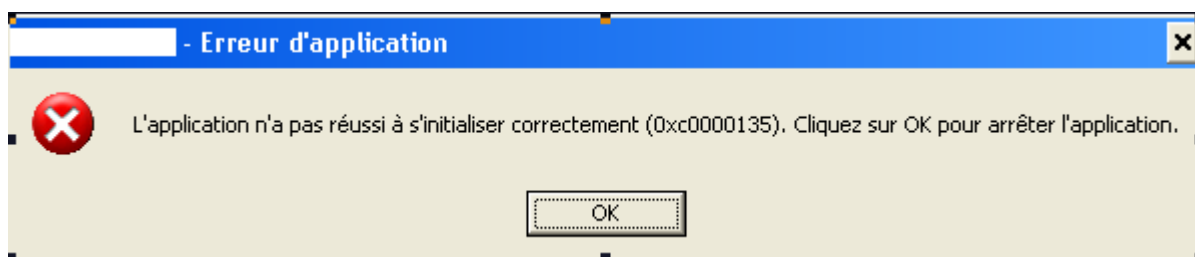 - Erreur d'application
L'application n'a pas réussi à s'initialiser correctement (0xc0000135). Cliquez sur OK pour arrêter l'application.
OK